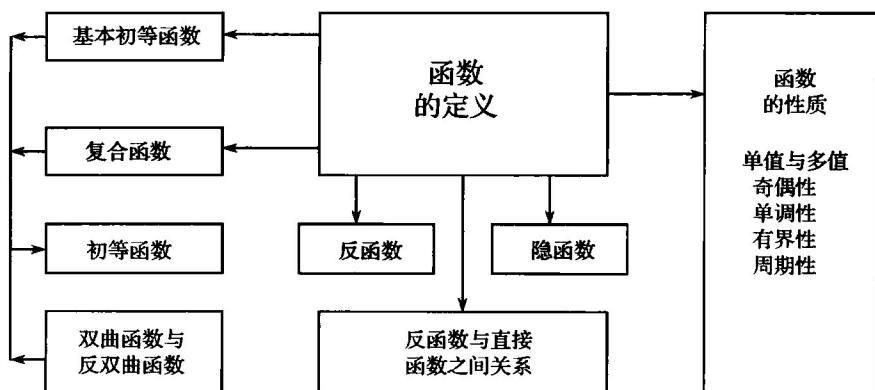 基本初等函数
函数
的定义
函数
的性质
单值与多值
奇偶性
单调性
有界性
周期性
复合函数
初等函数
反函数
隐函数
双曲函数与
反双曲函数
反函数与直接
函数之间关系